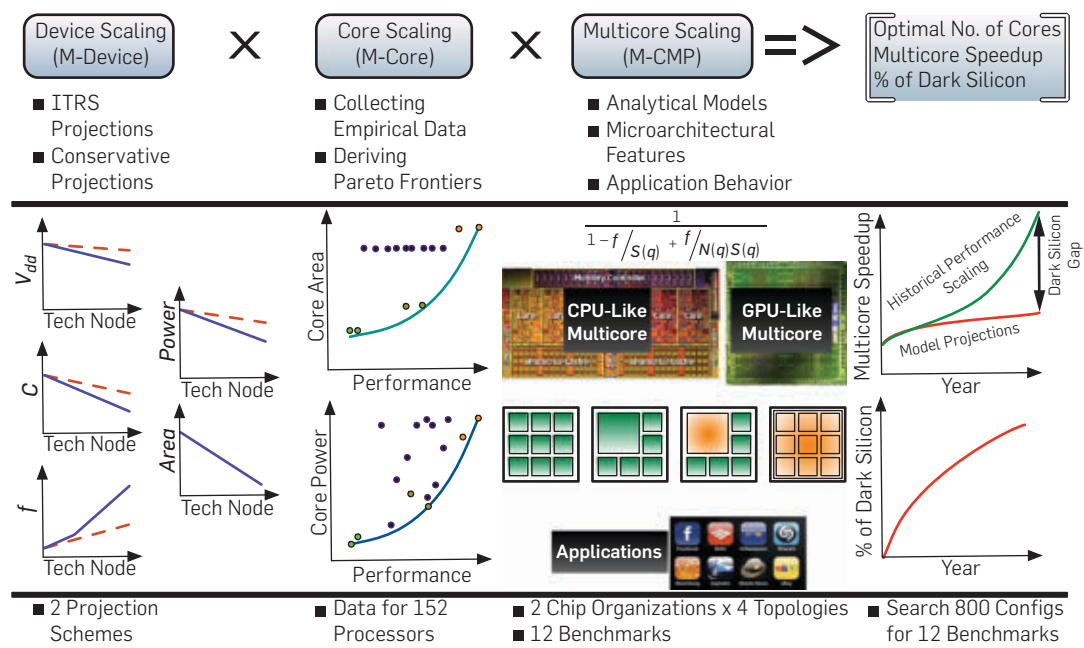 Device Scaling
(M-Device)
×
Core Scaling
(M-Core)
×
Multicore Scaling
(M-CMP)
=>
Optimal No. of Cores
Multicore Speedup
% of Dark Silicon
■ ITRS
Projections
■ Conservative
Projections
■ Collecting
Empirical Data
■ Deriving
Pareto Frontiers
■ Analytical Models
■ Microarchitectural
Features
■ Application Behavior
Vdd
Tech Node
C
Tech Node
f
Tech Node
Power
Tech Node
Area
Tech Node
Core Area
Performance
Core Power
Performance
1
1 – f / S(q) + f / N(q)S(q)
Memory Controller
CPU-Like
Multicore
GPU-Like
Multicore
Applications
Multicore Speedup
Historical Performance
Scaling
Model Projections
Dark Silicon
Gap
Year
% of Dark Silicon
Year
■ 2 Projection
Schemes
■ Data for 152
Processors
■ 2 Chip Organizations x 4 Topologies
■ 12 Benchmarks
■ Search 800 Configs
for 12 Benchmarks